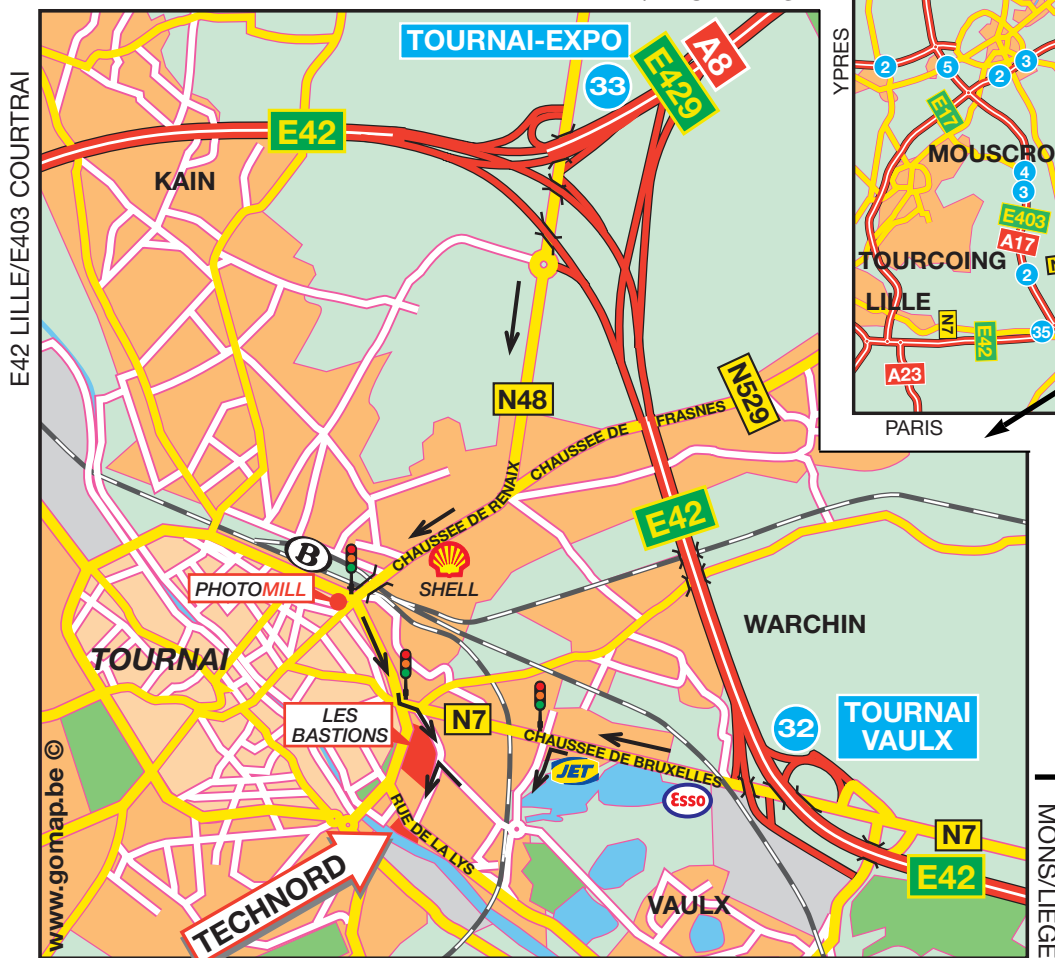 TOURNAI-EXPO
33
A8
E429
E42
KAIN
E42 LILLE/E403 COURTRAI
YPRES
2
5
2
3
E17
MOUSCRO
4
3
E403
A17
TOURCOING
2
LILLE
N7
E42
35
A23
PARIS
N48
N529
CHAUSSEE DE FRASNES
CHAUSSEE DE RENAIX
E42
B
SHELL
PHOTOMILL
TOURNAI
WARCHIN
LES
BASTIONS
N7
CHAUSSEE DE BRUXELLES
JET
Esso
32
TOURNAI
VAULX
RUE DE LA LYS
N7
E42
TECHNORD
VAULX
www.gomap.be ©
MONS/LIEGE